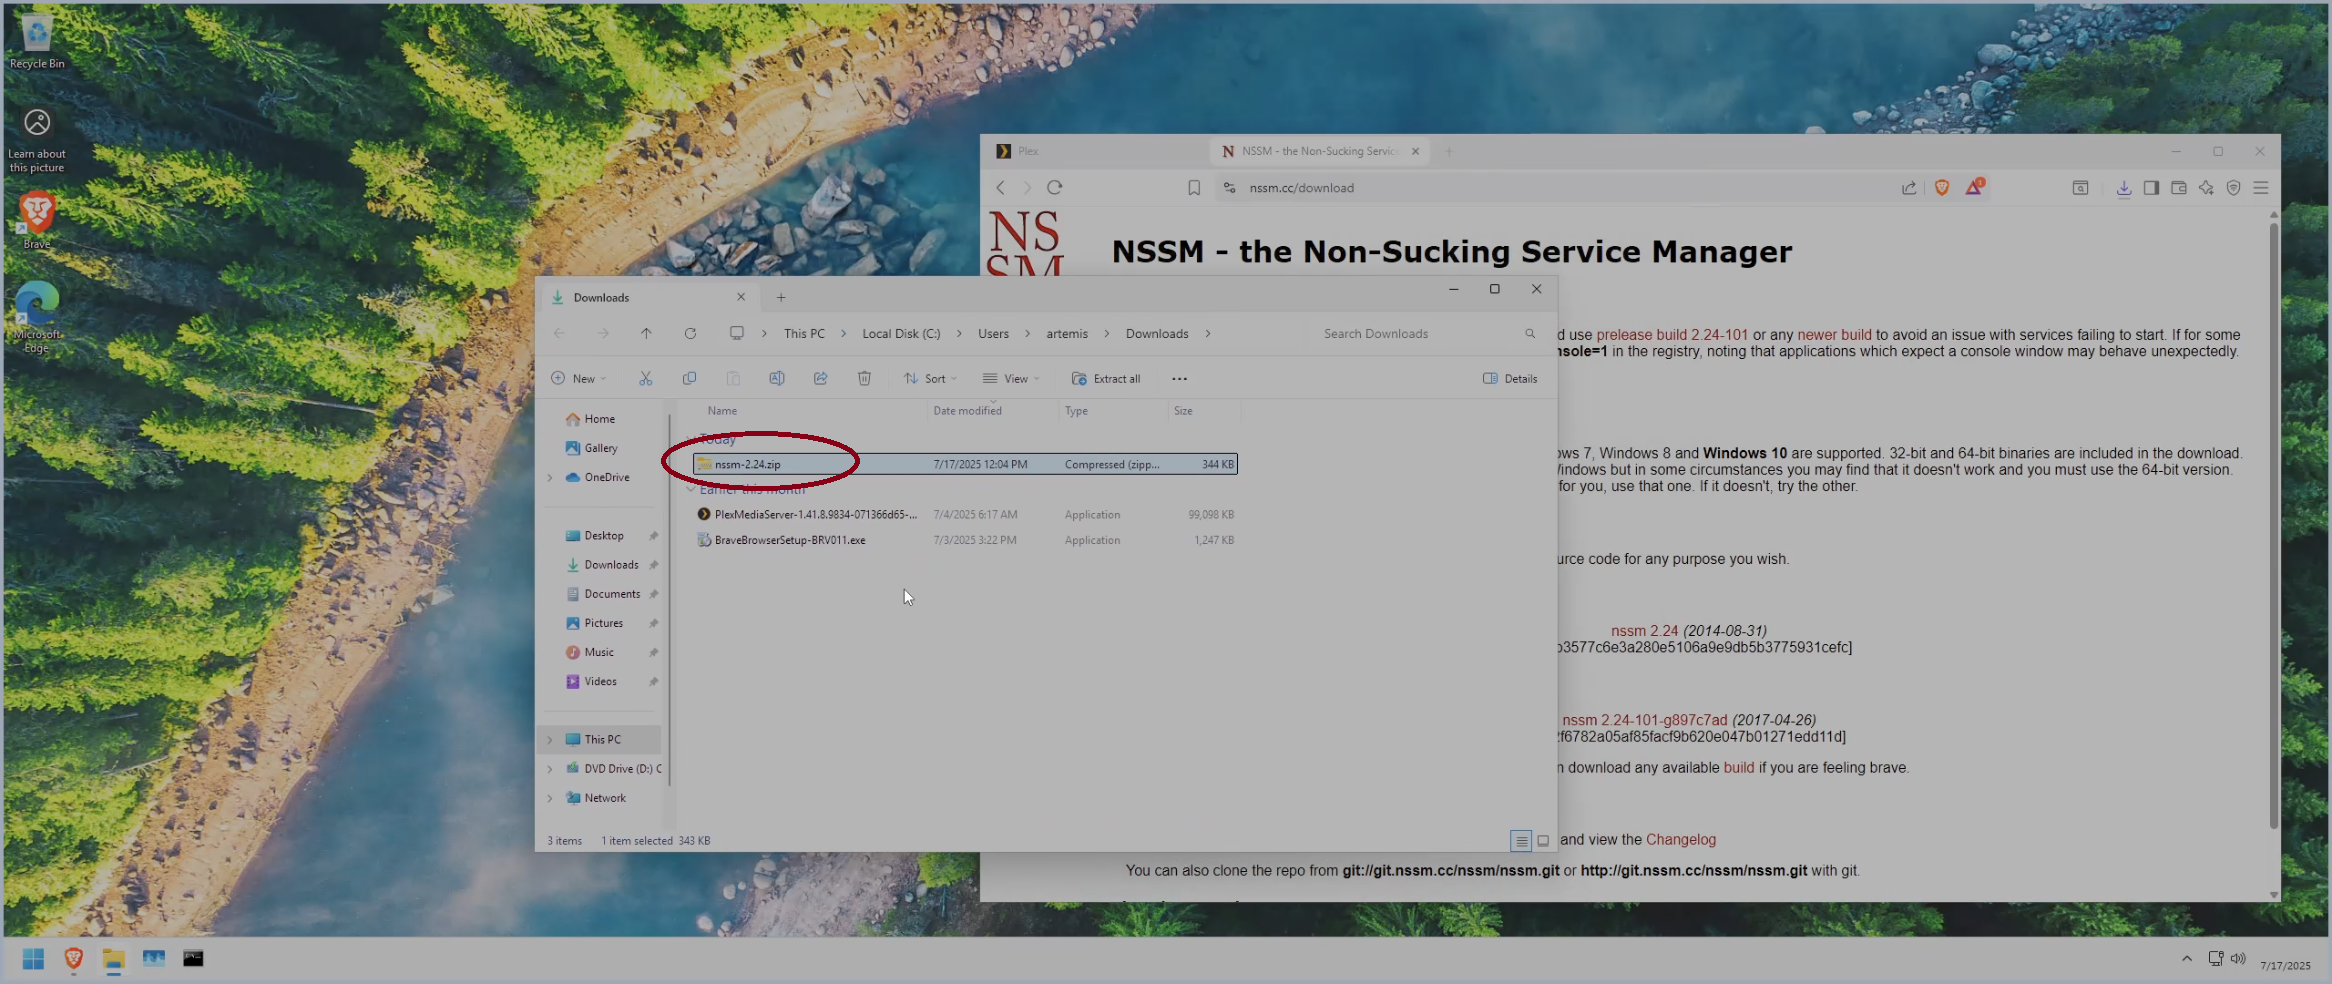 Recycle Bin
Learn about
this picture
Brave
Microsoft
Edge
Plex
NSSM - the Non-Sucking Servic
nssm.cc/download
NS
SM
NSSM - the Non-Sucking Service Manager
d use prelease build 2.24-101 or any newer build to avoid an issue with services failing to start. If for some
nsole=1 in the registry, noting that applications which expect a console window may behave unexpectedly.
ows 7, Windows 8 and Windows 10 are supported. 32-bit and 64-bit binaries are included in the download.
Windows but in some circumstances you may find that it doesn't work and you must use the 64-bit version.
for you, use that one. If it doesn't, try the other.
urce code for any purpose you wish.
nssm 2.24 (2014-08-31)
b3577c6e3a280e5106a9e9db5b3775931cefc]
nssm 2.24-101-g897c7ad (2017-04-26)
2f6782a05af85facf9b620e047b01271edd11d]
n download any available build if you are feeling brave.
and view the Changelog
You can also clone the repo from git://git.nssm.cc/nssm/nssm.git or http://git.nssm.cc/nssm/nssm.git with git.
Downloads
This PC > Local Disk (C:) > Users > artemis > Downloads >
Search Downloads
New
Sort
View
Extract all
Details
Home
Gallery
OneDrive
Desktop
Downloads
Documents
Pictures
Music
Videos
This PC
DVD Drive (D:) C
Network
Name Date modified Type Size
Today
nssm-2.24.zip 7/17/2025 12:04 PM Compressed (zipp... 344 KB
Earlier this month
PlexMediaServer-1.41.8.9834-071366d65-... 7/4/2025 6:17 AM Application 99,098 KB
BraveBrowserSetup-BRV011.exe 7/3/2025 3:22 PM Application 1,247 KB
3 items 1 item selected 343 KB
7/17/2025